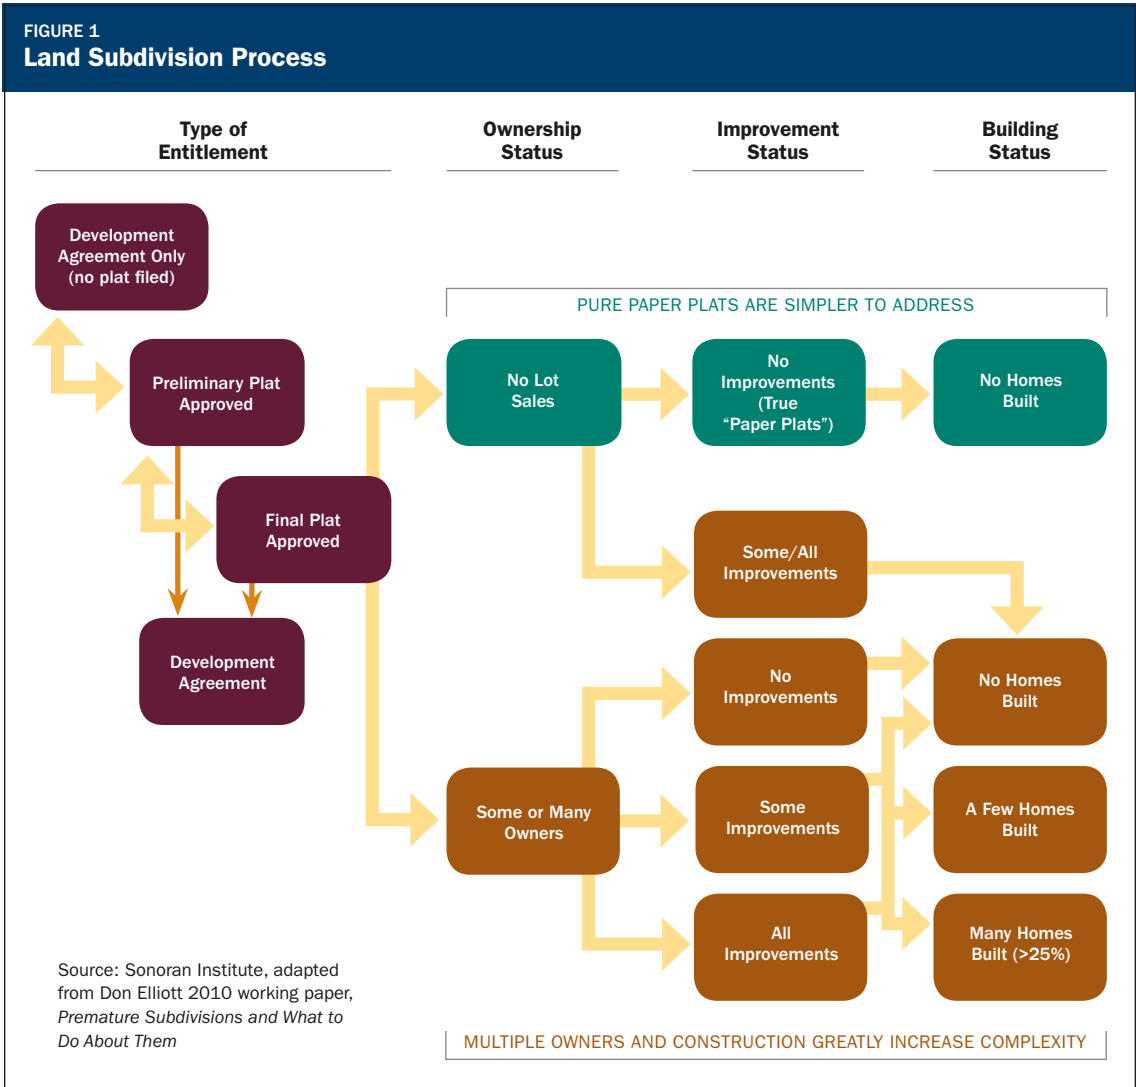 FIGURE 1
Land Subdivision Process
Type of
Entitlement
Ownership
Status
Improvement
Status
Building
Status
Development
Agreement Only
(no plat filed)
PURE PAPER PLATS ARE SIMPLER TO ADDRESS
Preliminary Plat
Approved
No Lot
Sales
No
Improvements
(True
“Paper Plats”)
No Homes
Built
Final Plat
Approved
Some/All
Improvements
Development
Agreement
No
Improvements
No Homes
Built
Some or Many
Owners
Some
Improvements
A Few Homes
Built
All
Improvements
Many Homes
Built (>25%)
Source: Sonoran Institute, adapted
from Don Elliott 2010 working paper,
Premature Subdivisions and What to
Do About Them
MULTIPLE OWNERS AND CONSTRUCTION GREATLY INCREASE COMPLEXITY